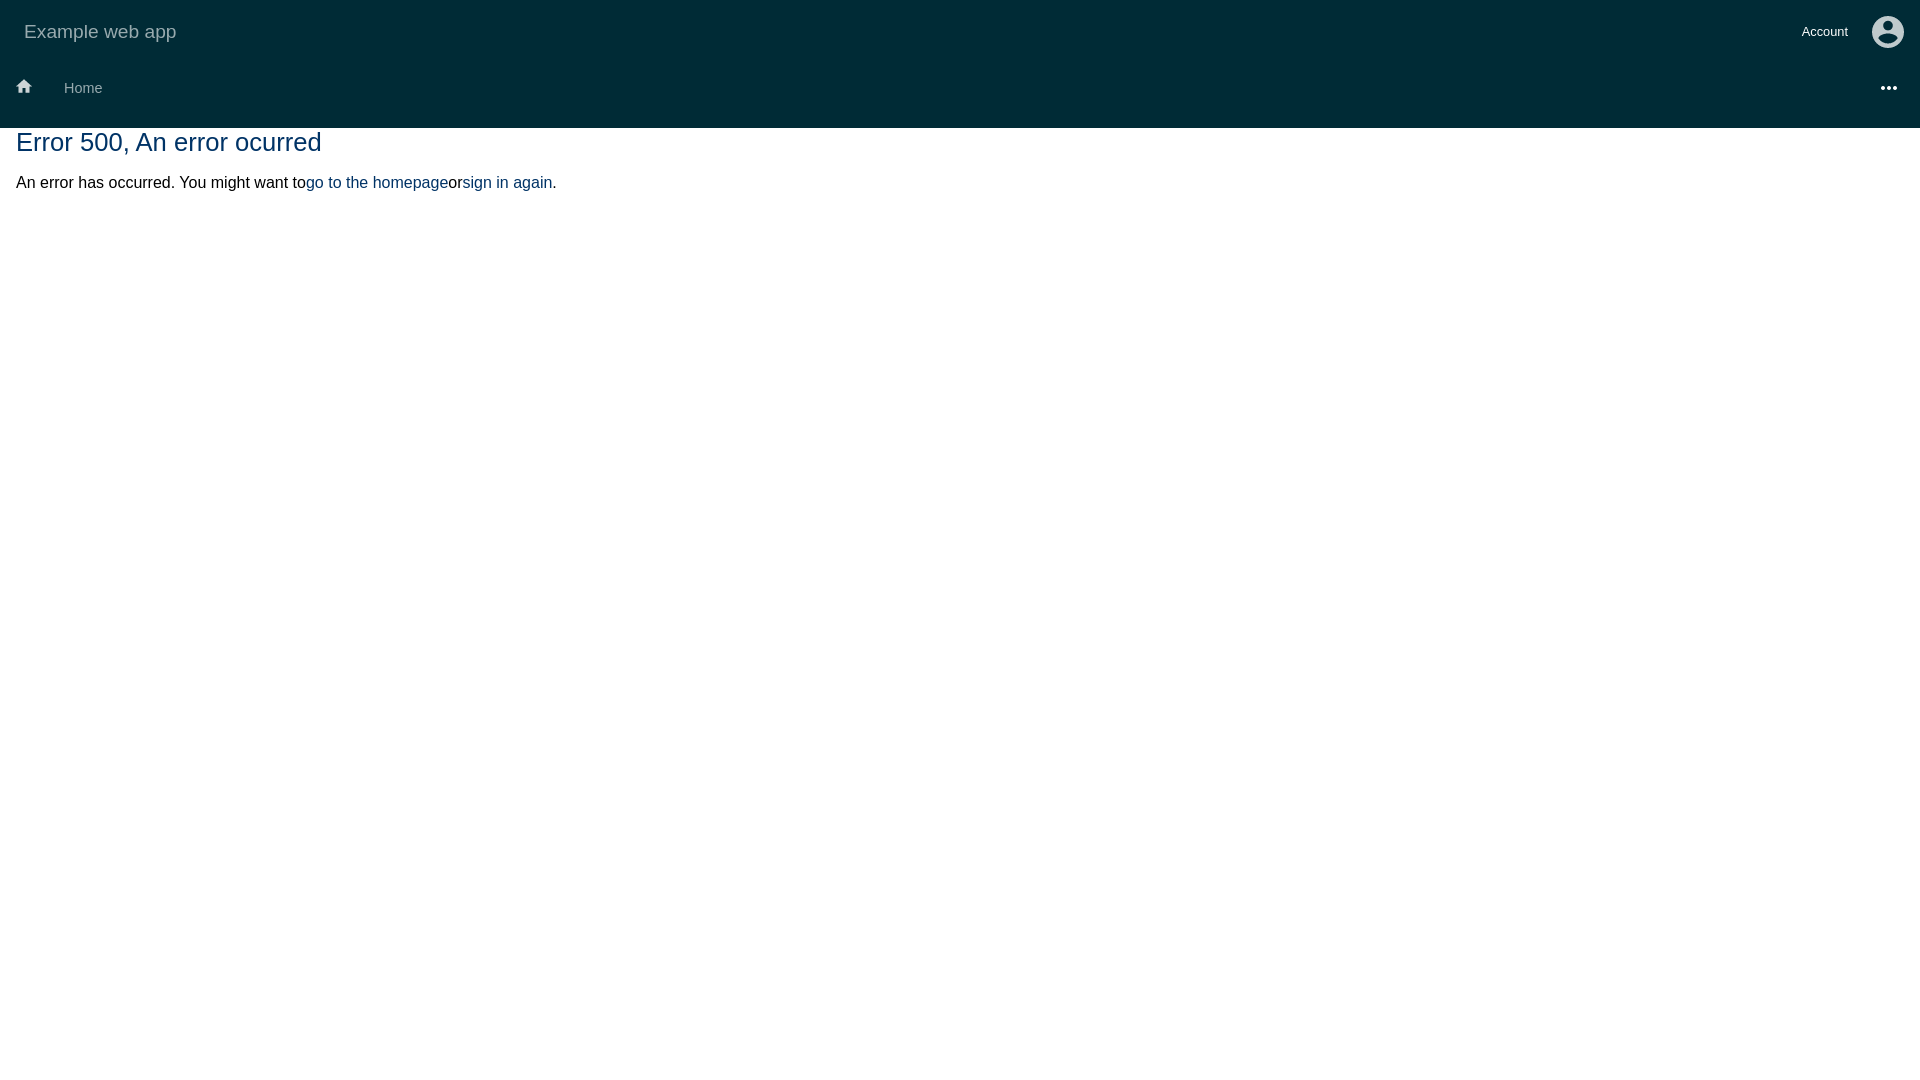 Example web app
Account
Home
Error 500, An error ocurred
An error has occurred. You might want togo to the homepageorsign in again.